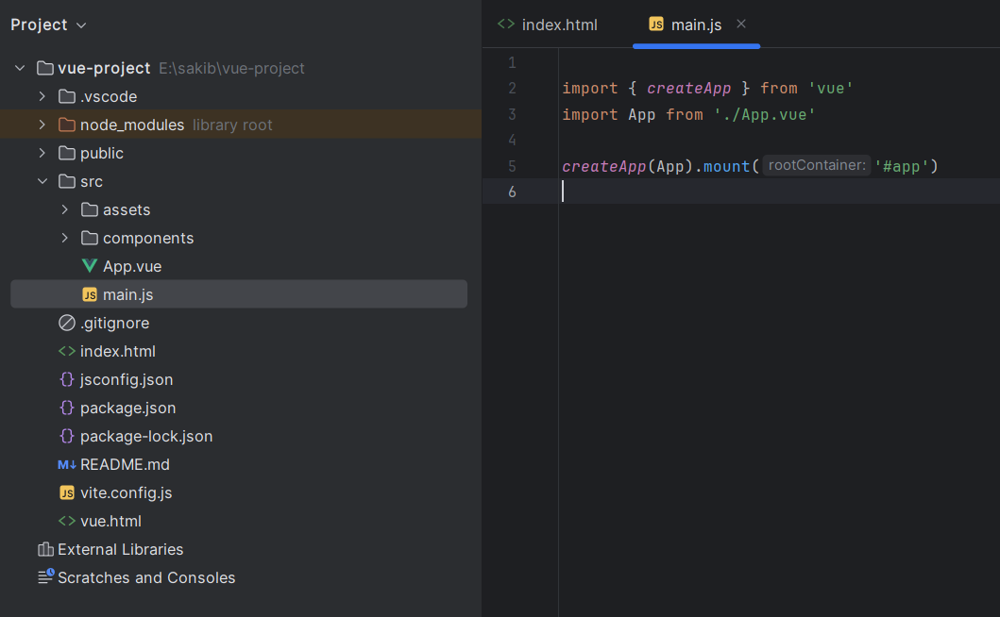 Project
vue-project E:\sakib\vue-project
.vscode
node_modules library root
public
src
assets
components
App.vue
JS main.js
.gitignore
index.html
jsconfig.json
package.json
package-lock.json
M↓ README.md
JS vite.config.js
vue.html
External Libraries
Scratches and Consoles
index.html
JS main.js
1
2 import { createApp } from 'vue'
3 import App from './App.vue'
4
5 createApp(App).mount( rootContainer: '#app')
6